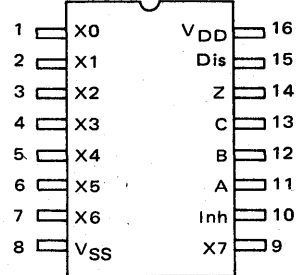 1 X0 VDD 16
2 X1 Dis 15
3 X2 Z 14
4 X3 C 13
5 X4 B 12
6 X5 A 11
7 X6 Inh 10
8 VSS X7 9